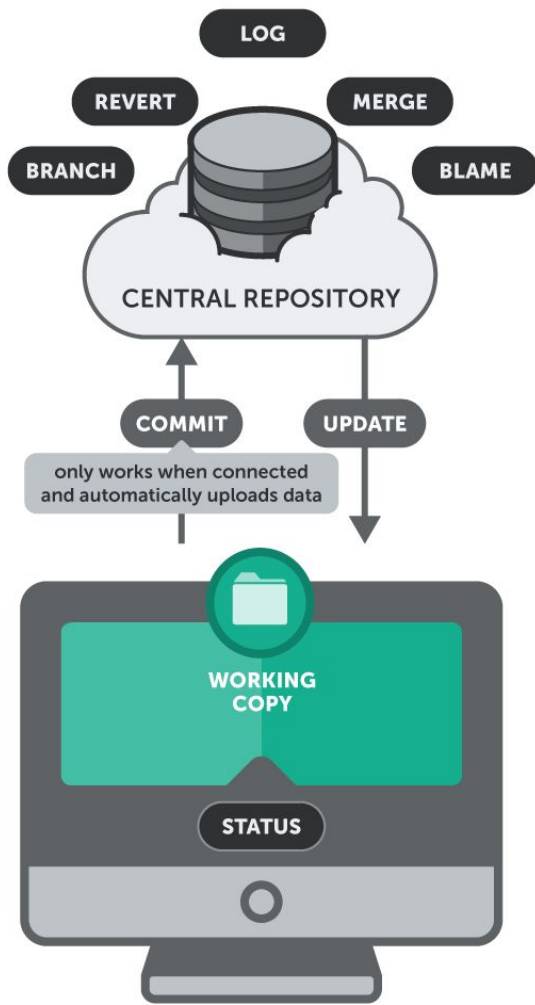 LOG
REVERT
MERGE
BRANCH
BLAME
CENTRAL REPOSITORY
COMMIT
UPDATE
only works when connected
and automatically uploads data
WORKING
COPY
STATUS